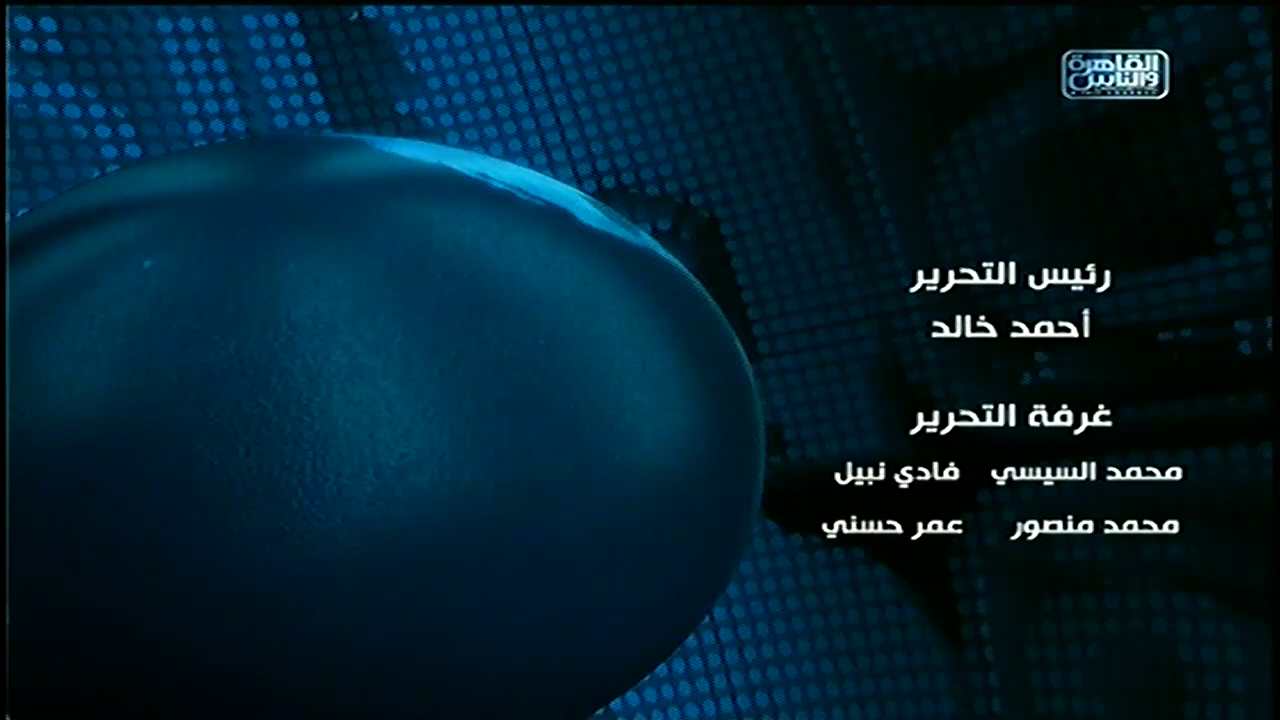 القاهرة
والناس
رئيس التحرير
أحمد خالد
غرفة التحرير
محمد السيسي فادي نبيل
محمد منصور عمر حسني